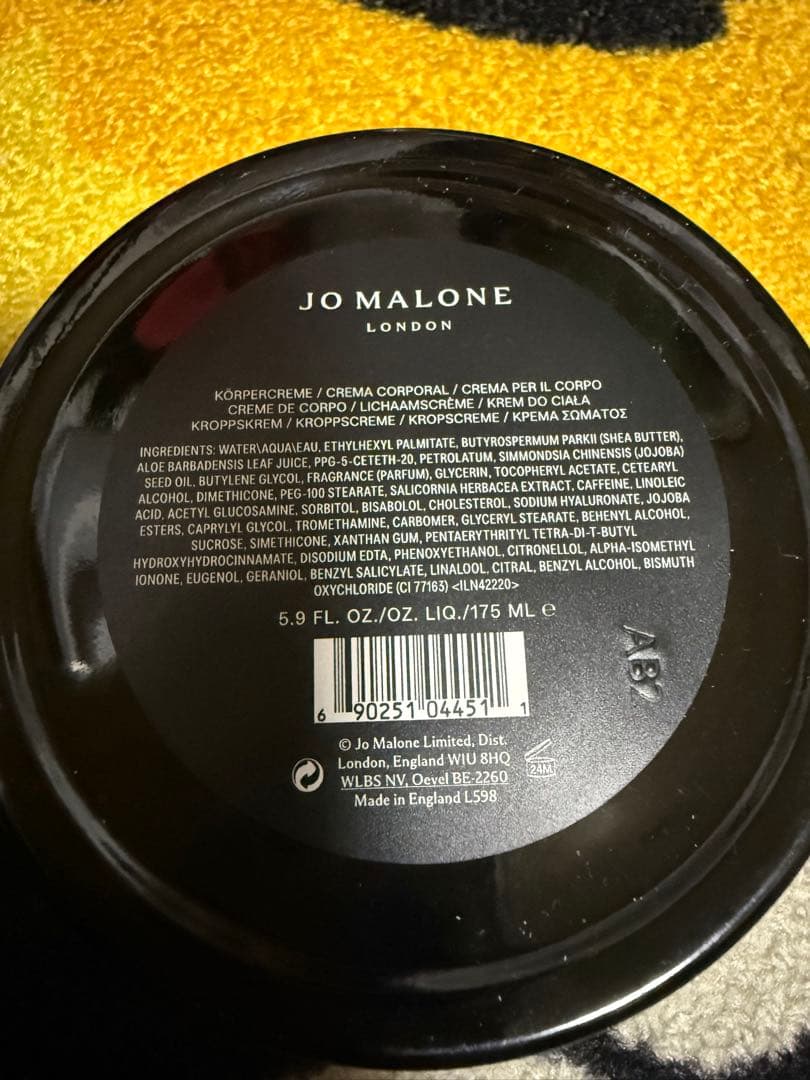 JO MALONE
LONDON
KÖRPERCREME / CREMA CORPORAL / CREMA PER IL CORPO
CREME DE CORPO / LICHAAMSCRÈME / KREM DO CIAŁA
KROPPSKREM / KROPPSCREME / KROPSCREME / ΚΡΕΜΑ ΣΩΜΑΤΟΣ
INGREDIENTS: WATER\AQUA\EAU, ETHYLHEXYL PALMITATE, BUTYROSPERMUM PARKII (SHEA BUTTER),
ALOE BARBADENSIS LEAF JUICE, PPG-5-CETETH-20, PETROLATUM, SIMMONDSIA CHINENSIS (JOJOBA)
SEED OIL, BUTYLENE GLYCOL, FRAGRANCE (PARFUM), GLYCERIN, TOCOPHERYL ACETATE, CETEARYL
ALCOHOL, DIMETHICONE, PEG-100 STEARATE, SALICORNIA HERBACEA EXTRACT, CAFFEINE, LINOLEIC
ACID, ACETYL GLUCOSAMINE, SORBITOL, BISABOLOL, CHOLESTEROL, SODIUM HYALURONATE, JOJOBA
ESTERS, CAPRYLYL GLYCOL, TROMETHAMINE, CARBOMER, GLYCERYL STEARATE, BEHENYL ALCOHOL,
SUCROSE, SIMETHICONE, XANTHAN GUM, PENTAERYTHRITYL TETRA-DI-T-BUTYL
HYDROXYHYDROCINNAMATE, DISODIUM EDTA, PHENOXYETHANOL, CITRONELLOL, ALPHA-ISOMETHYL
IONONE, EUGENOL, GERANIOL, BENZYL SALICYLATE, LINALOOL, CITRAL, BENZYL ALCOHOL, BISMUTH
OXYCHLORIDE (CI 77163) <ILN42220>
5.9 FL. OZ./OZ. LIQ./175 ML ℮
6 90251 04451 1
AB2
© Jo Malone Limited, Dist.
London, England W1U 8HQ
WLBS NV, Oevel BE-2260
Made in England L598
24M